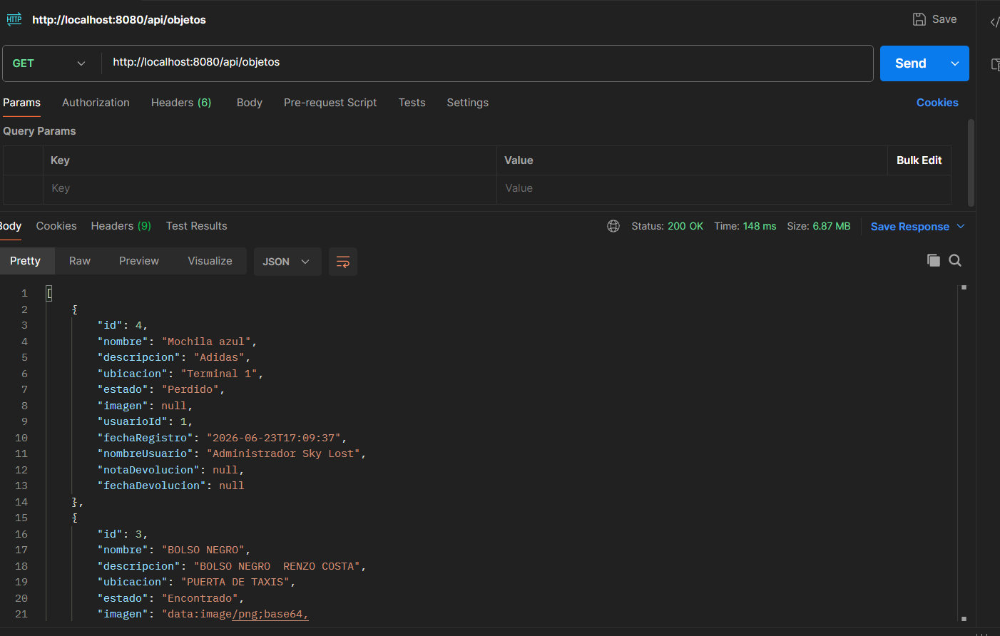 HTTP http://localhost:8080/api/objetos Save
GET http://localhost:8080/api/objetos Send
Params Authorization Headers (6) Body Pre-request Script Tests Settings Cookies
Query Params
Key Value Bulk Edit
Key Value
Body Cookies Headers (9) Test Results Status: 200 OK Time: 148 ms Size: 6.87 MB Save Response
Pretty Raw Preview Visualize JSON
1 [
2 {
3 "id": 4,
4 "nombre": "Mochila azul",
5 "descripcion": "Adidas",
6 "ubicacion": "Terminal 1",
7 "estado": "Perdido",
8 "imagen": null,
9 "usuarioId": 1,
10 "fechaRegistro": "2026-06-23T17:09:37",
11 "nombreUsuario": "Administrador Sky Lost",
12 "notaDevolucion": null,
13 "fechaDevolucion": null
14 },
15 {
16 "id": 3,
17 "nombre": "BOLSO NEGRO",
18 "descripcion": "BOLSO NEGRO  RENZO COSTA",
19 "ubicacion": "PUERTA DE TAXIS",
20 "estado": "Encontrado",
21 "imagen": "data:image/png;base64,